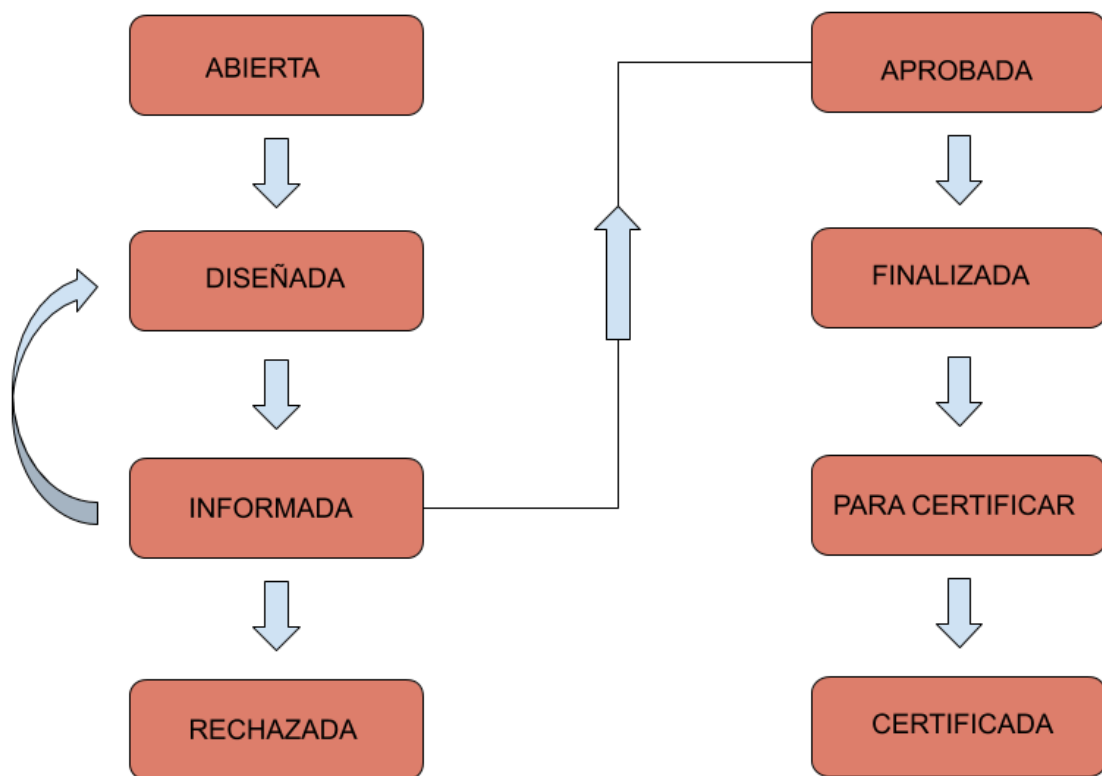 ABIERTA
DISEÑADA
INFORMADA
RECHAZADA
APROBADA
FINALIZADA
PARA CERTIFICAR
CERTIFICADA